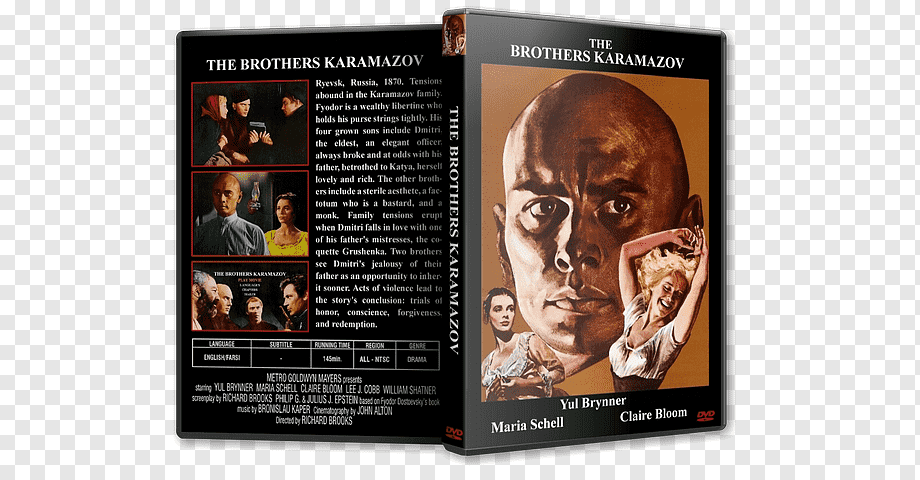 THE BROTHERS KARAMAZOV
Ryevsk, Russia, 1870. Tensions
abound in the Karamazov family.
Fyodor is a wealthy libertine who
holds his purse strings tightly. His
four grown sons include Dmitri,
the eldest, an elegant officer,
always broke and at odds with his
father, betrothed to Katya, herself
lovely and rich. The other broth-
ers include a sterile aesthete, a fac-
totum who is a bastard, and a
monk. Family tensions erupt
when Dmitri falls in love with one
of his father's mistresses, the co-
quette Grushenka. Two brothers
see Dmitri's jealousy of their
father as an opportunity to inher-
it sooner. Acts of violence lead to
the story's conclusion: trials of
honor, conscience, forgiveness,
and redemption.
THE BROTHERS KARAMAZOV
PLAY MOVIE
LANGUAGES
CHAPTERS
LANGUAGE SUBTITLE RUNNING TIME REGION GENRE
ENGLISH/FARSI - 145min. ALL - NTSC DRAMA
METRO GOLDWYN MAYERS presents
starring YUL BRYNNER MARIA SCHELL CLAIRE BLOOM LEE J. COBB WILLIAM SHATNER
screenplay by RICHARD BROOKS PHILIP G. & JULIUS J. EPSTEIN based on Fyodor Dostoevsky's book
music by BRONISLAU KAPER Cinematography by JOHN ALTON
Directed by RICHARD BROOKS
THE BROTHERS KARAMAZOV
DVD
THE
BROTHERS KARAMAZOV
Yul Brynner
Maria Schell Claire Bloom
DVD